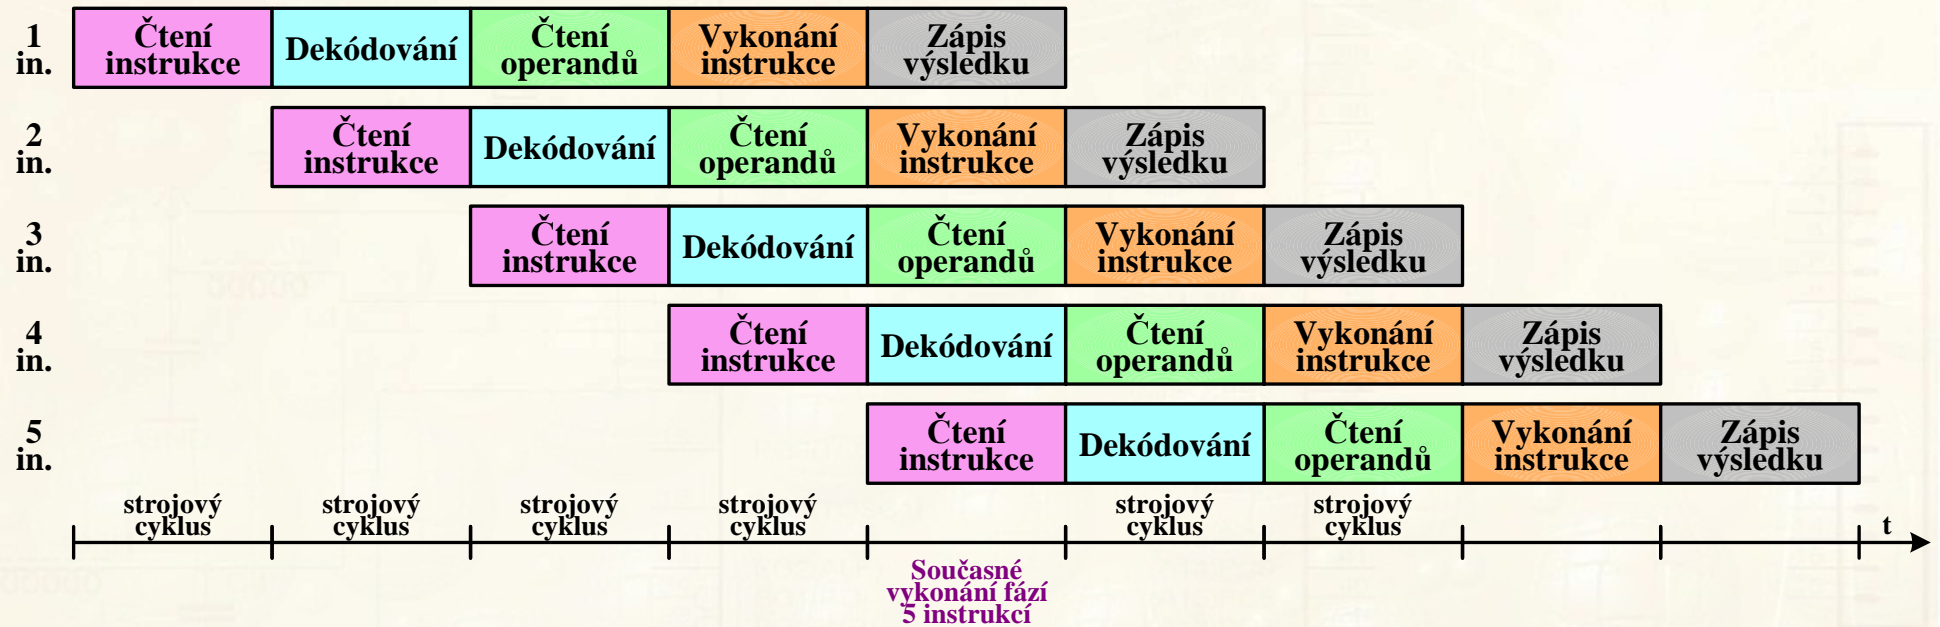 1
in.
Čtení
instrukce
Dekódování
Čtení
operandů
Vykonání
instrukce
Zápis
výsledku
2
in.
Čtení
instrukce
Dekódování
Čtení
operandů
Vykonání
instrukce
Zápis
výsledku
3
in.
Čtení
instrukce
Dekódování
Čtení
operandů
Vykonání
instrukce
Zápis
výsledku
4
in.
Čtení
instrukce
Dekódování
Čtení
operandů
Vykonání
instrukce
Zápis
výsledku
5
in.
Čtení
instrukce
Dekódování
Čtení
operandů
Vykonání
instrukce
Zápis
výsledku
strojový
cyklus
strojový
cyklus
strojový
cyklus
strojový
cyklus
strojový
cyklus
strojový
cyklus
t
Současné
vykonání fází
5 instrukcí